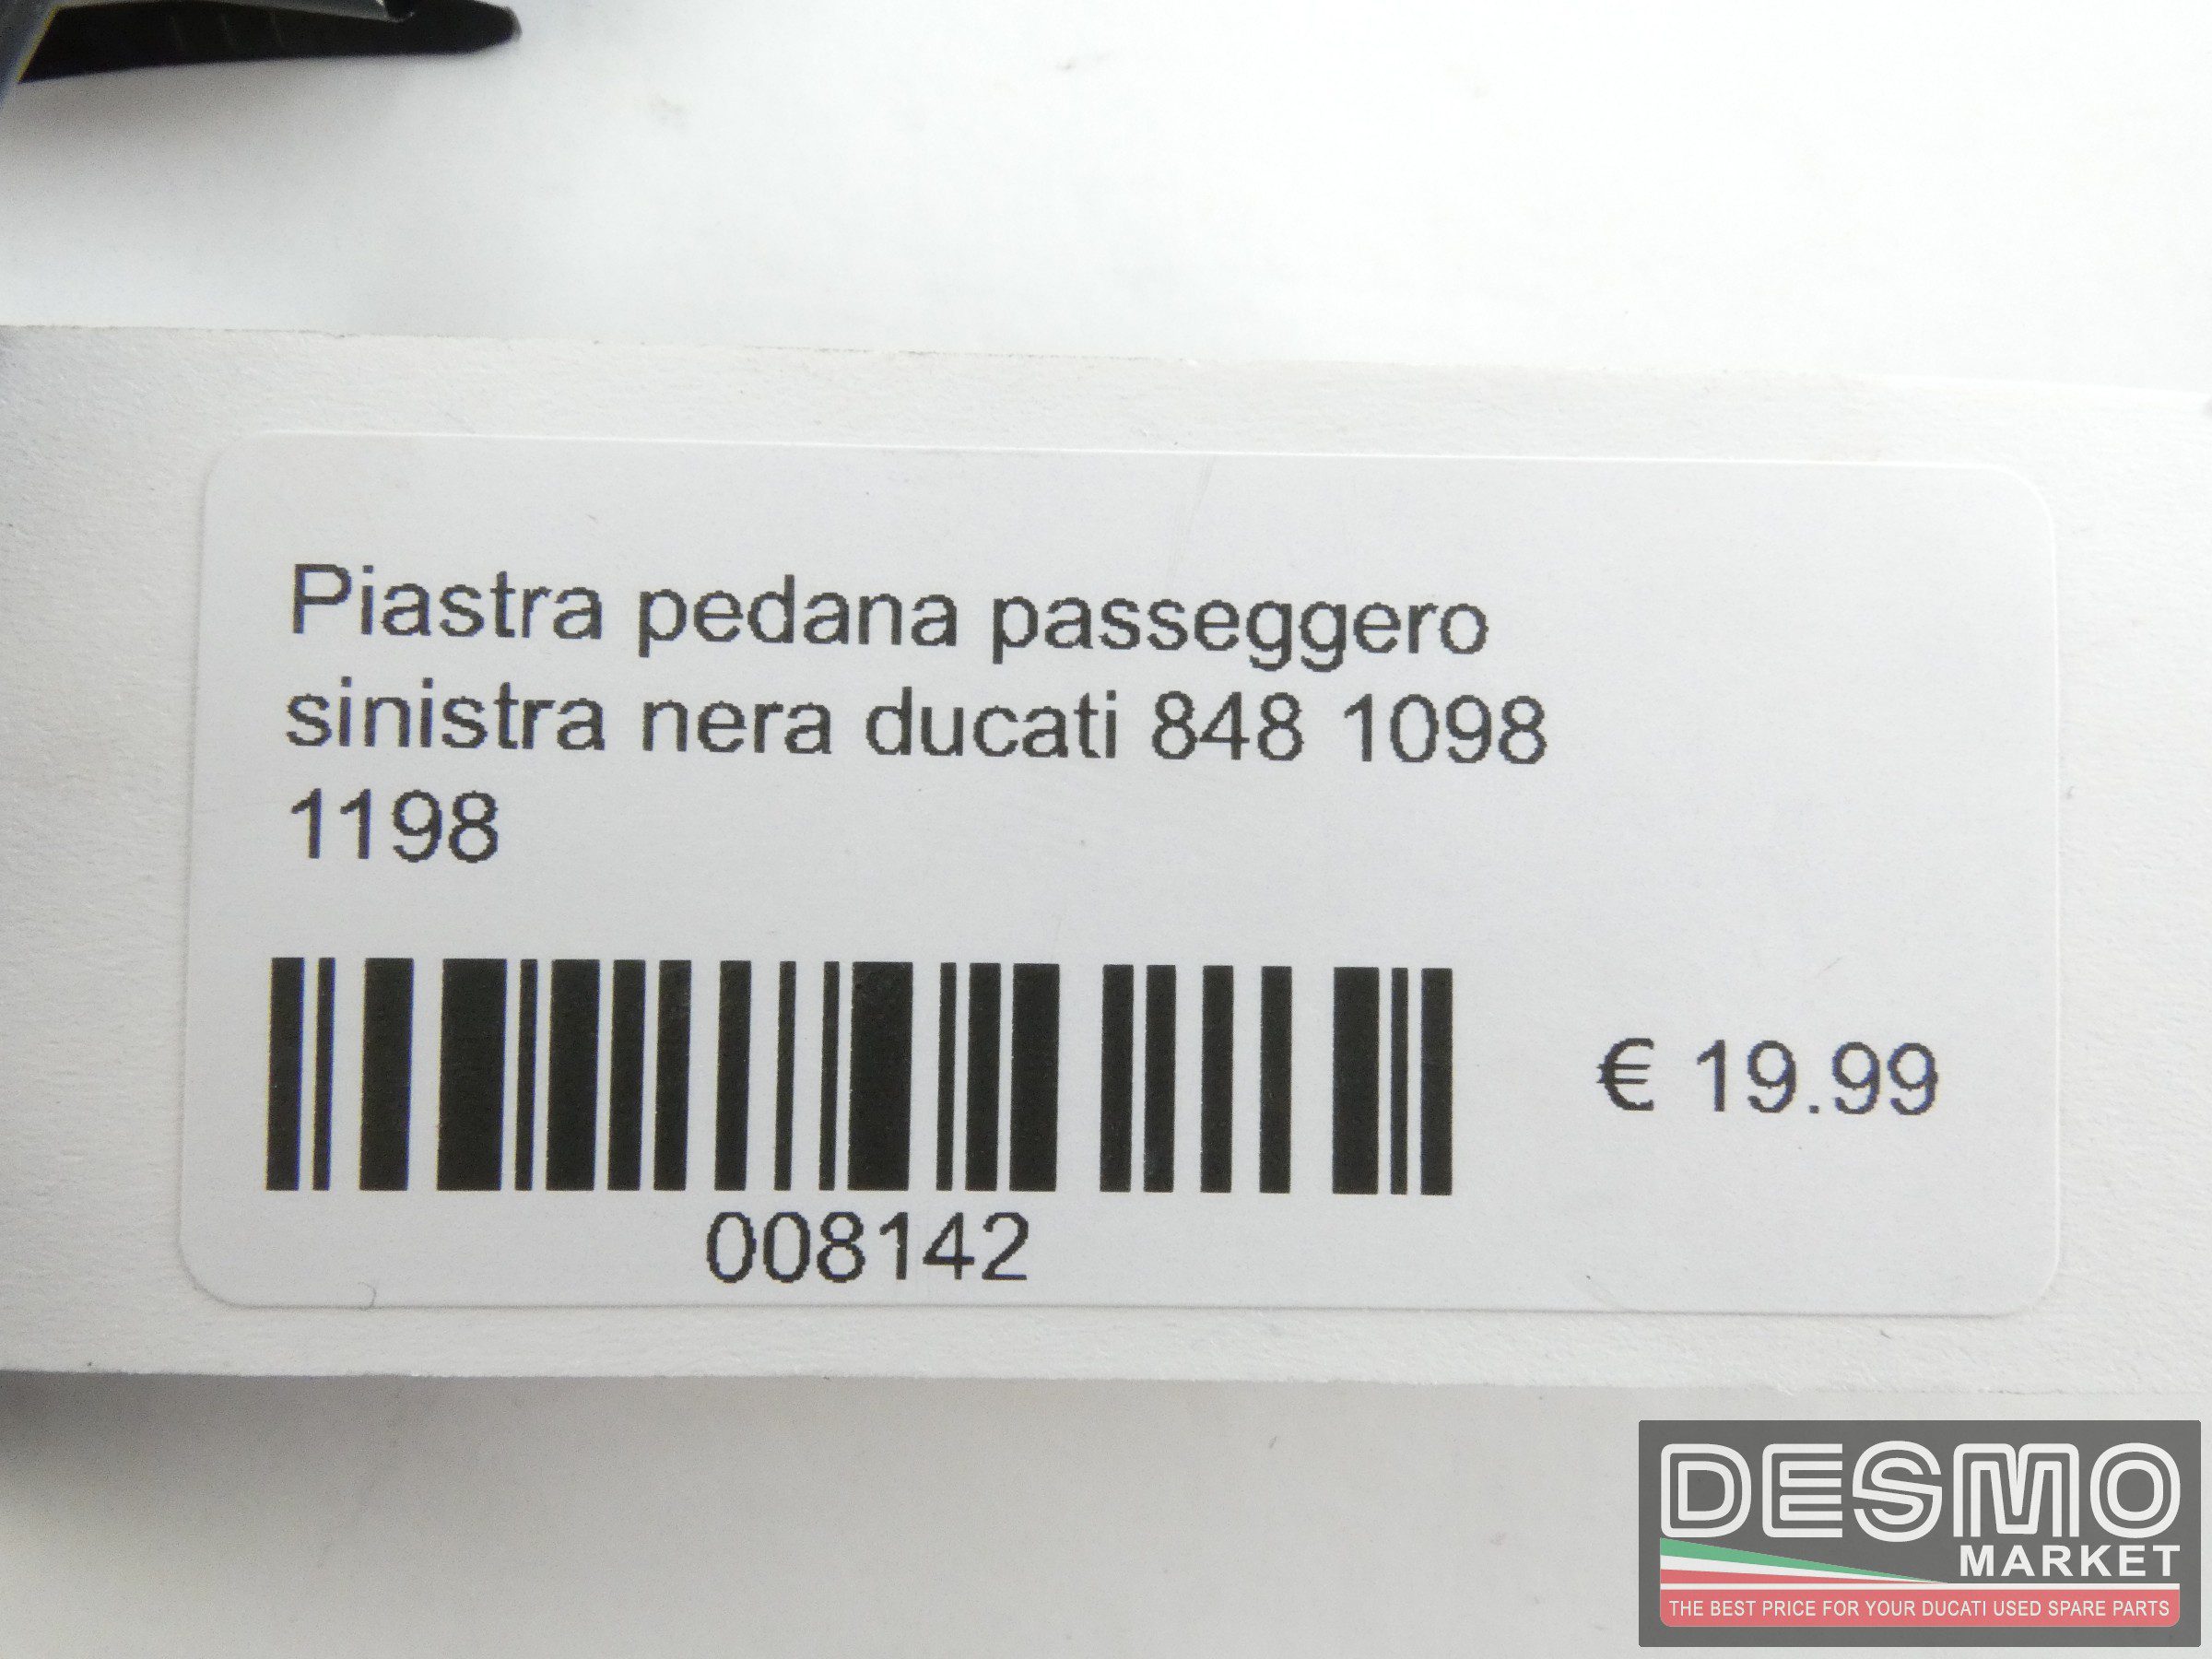 Piastra pedana passeggero
sinistra nera ducati 848 1098
1198
€ 19.99
008142
DESMO
MARKET
THE BEST PRICE FOR YOUR DUCATI USED SPARE PARTS